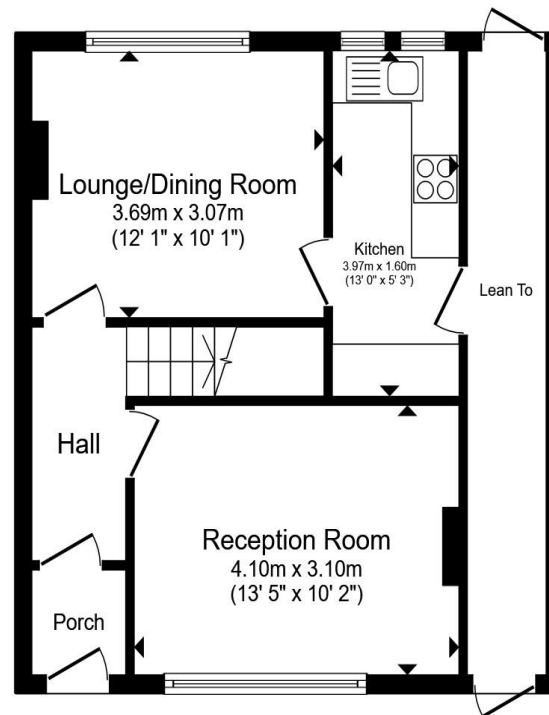 Lounge/Dining Room
3.69m x 3.07m
(12' 1" x 10' 1")
Kitchen
3.97m x 1.60m
(13' 0" x 5' 3")
Lean To
Hall
Reception Room
4.10m x 3.10m
(13' 5" x 10' 2")
Porch